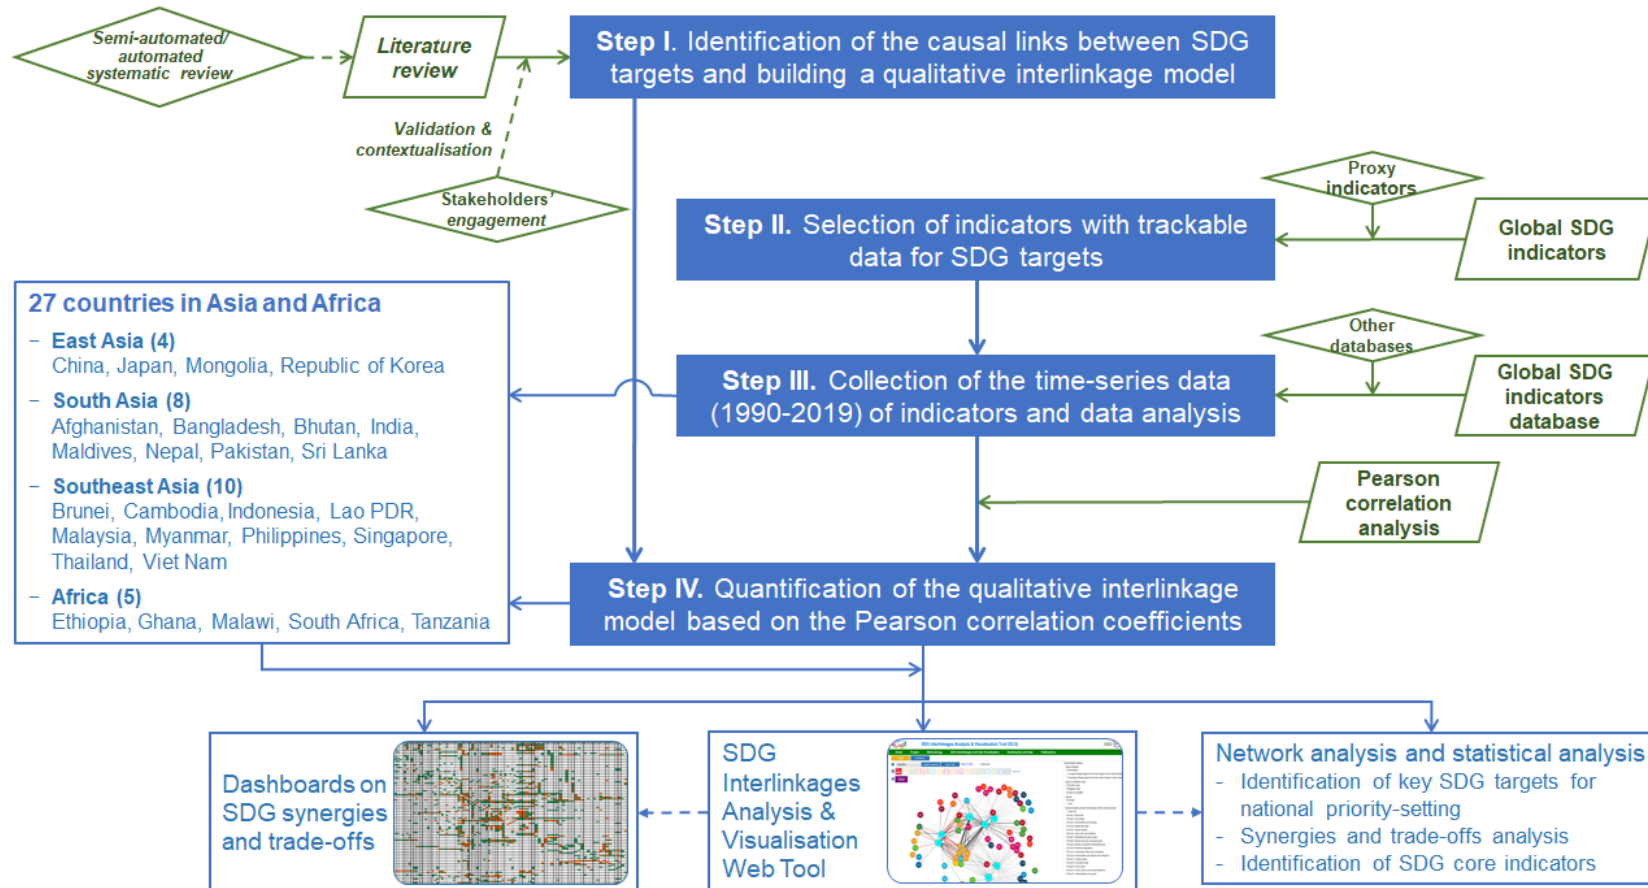 Semi-automated/
automated
systematic review
Literature
review
Step I. Identification of the causal links between SDG
targets and building a qualitative interlinkage model
Validation &
contextualisation
Stakeholders'
engagement
Proxy
indicators
Step II. Selection of indicators with trackable
data for SDG targets
Global SDG
indicators
27 countries in Asia and Africa
– East Asia (4)
China, Japan, Mongolia, Republic of Korea
– South Asia (8)
Afghanistan, Bangladesh, Bhutan, India,
Maldives, Nepal, Pakistan, Sri Lanka
– Southeast Asia (10)
Brunei, Cambodia, Indonesia, Lao PDR,
Malaysia, Myanmar, Philippines, Singapore,
Thailand, Viet Nam
– Africa (5)
Ethiopia, Ghana, Malawi, South Africa, Tanzania
Other
databases
Step III. Collection of the time-series data
(1990-2019) of indicators and data analysis
Global SDG
indicators
database
Pearson
correlation
analysis
Step IV. Quantification of the qualitative interlinkage
model based on the Pearson correlation coefficients
Dashboards on
SDG synergies
and trade-offs
SDG
Interlinkages
Analysis &
Visualisation
Web Tool
SDG Interlinkages Analysis & Visualisation Tool
Network analysis and statistical analysis
- Identification of key SDG targets for
national priority-setting
- Synergies and trade-offs analysis
- Identification of SDG core indicators